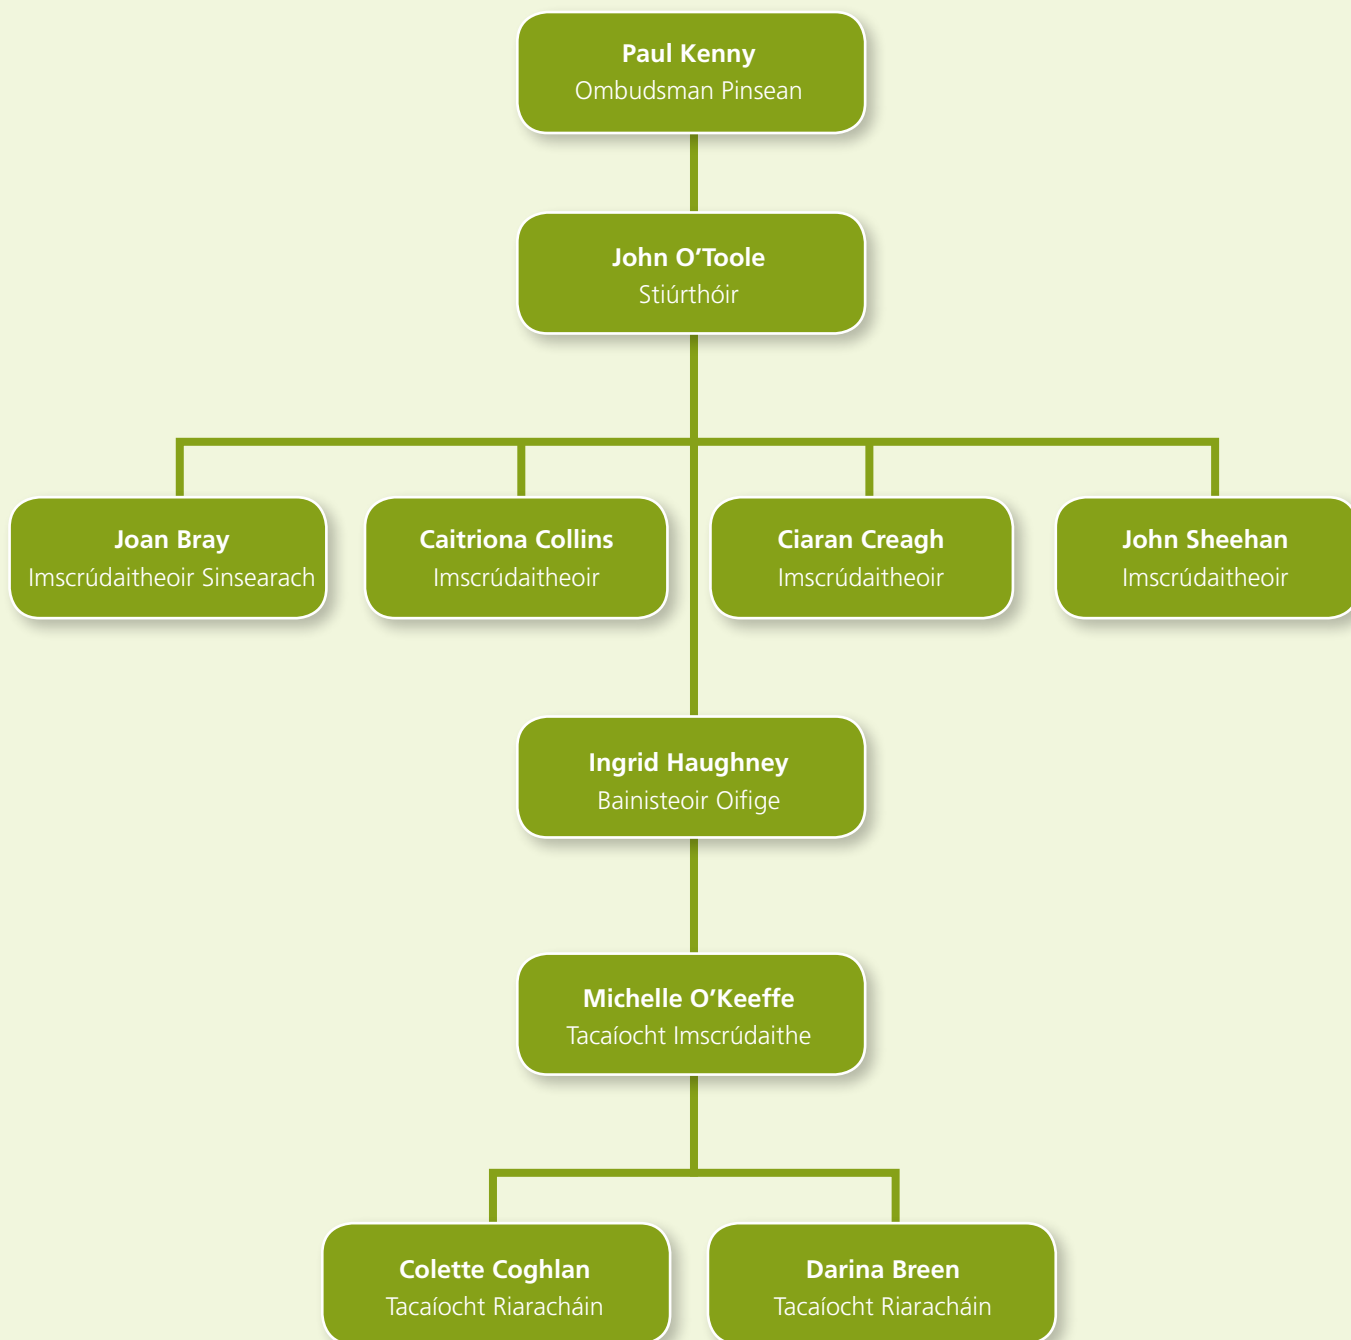 Paul Kenny
Ombudsman Pinsean
John O'Toole
Stiúrthóir
Joan Bray
Imscrúdaitheoir Sinsearach
Caitriona Collins
Imscrúdaitheoir
Ciaran Creagh
Imscrúdaitheoir
John Sheehan
Imscrúdaitheoir
Ingrid Haughney
Bainisteoir Oifige
Michelle O'Keeffe
Tacaíocht Imscrúdaithe
Colette Coghlan
Tacaíocht Riaracháin
Darina Breen
Tacaíocht Riaracháin